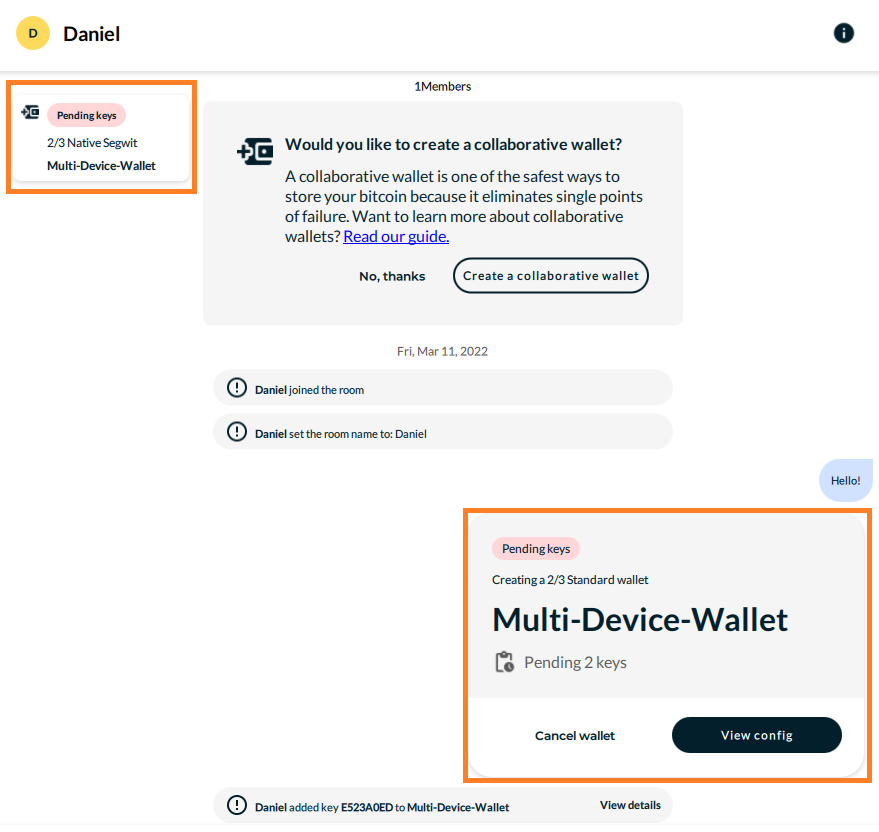 D
Daniel
i
Pending keys
2/3 Native Segwit
Multi-Device-Wallet
1Members
Would you like to create a collaborative wallet?
A collaborative wallet is one of the safest ways to
store your bitcoin because it eliminates single points
of failure. Want to learn more about collaborative
wallets? Read our guide.
No, thanks
Create a collaborative wallet
Fri, Mar 11, 2022
Daniel joined the room
Daniel set the room name to: Daniel
Hello!
Pending keys
Creating a 2/3 Standard wallet
Multi-Device-Wallet
Pending 2 keys
Cancel wallet
View config
Daniel added key E523A0ED to Multi-Device-Wallet
View details